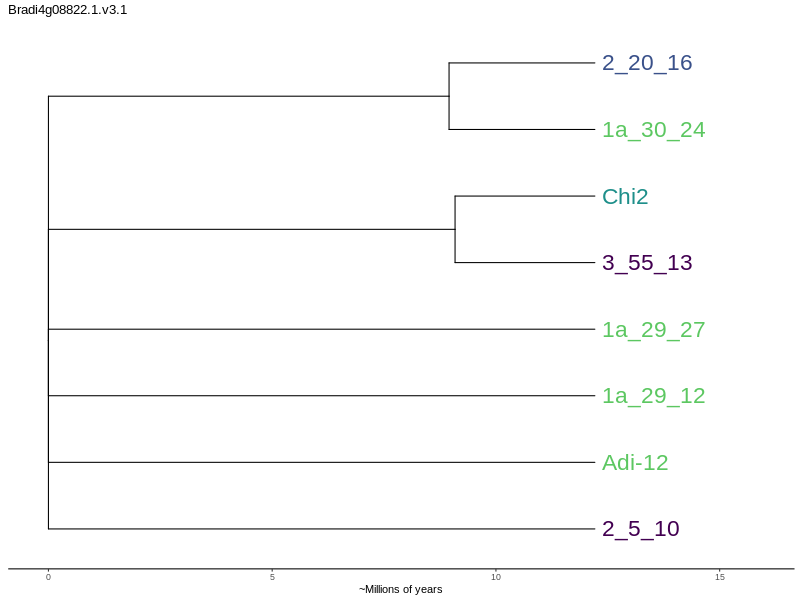 Bradi4g08822.1.v3.1
2_20_16
1a_30_24
Chi2
3_55_13
1a_29_27
1a_29_12
Adi-12
2_5_10
0 5 10 15
~Millions of years